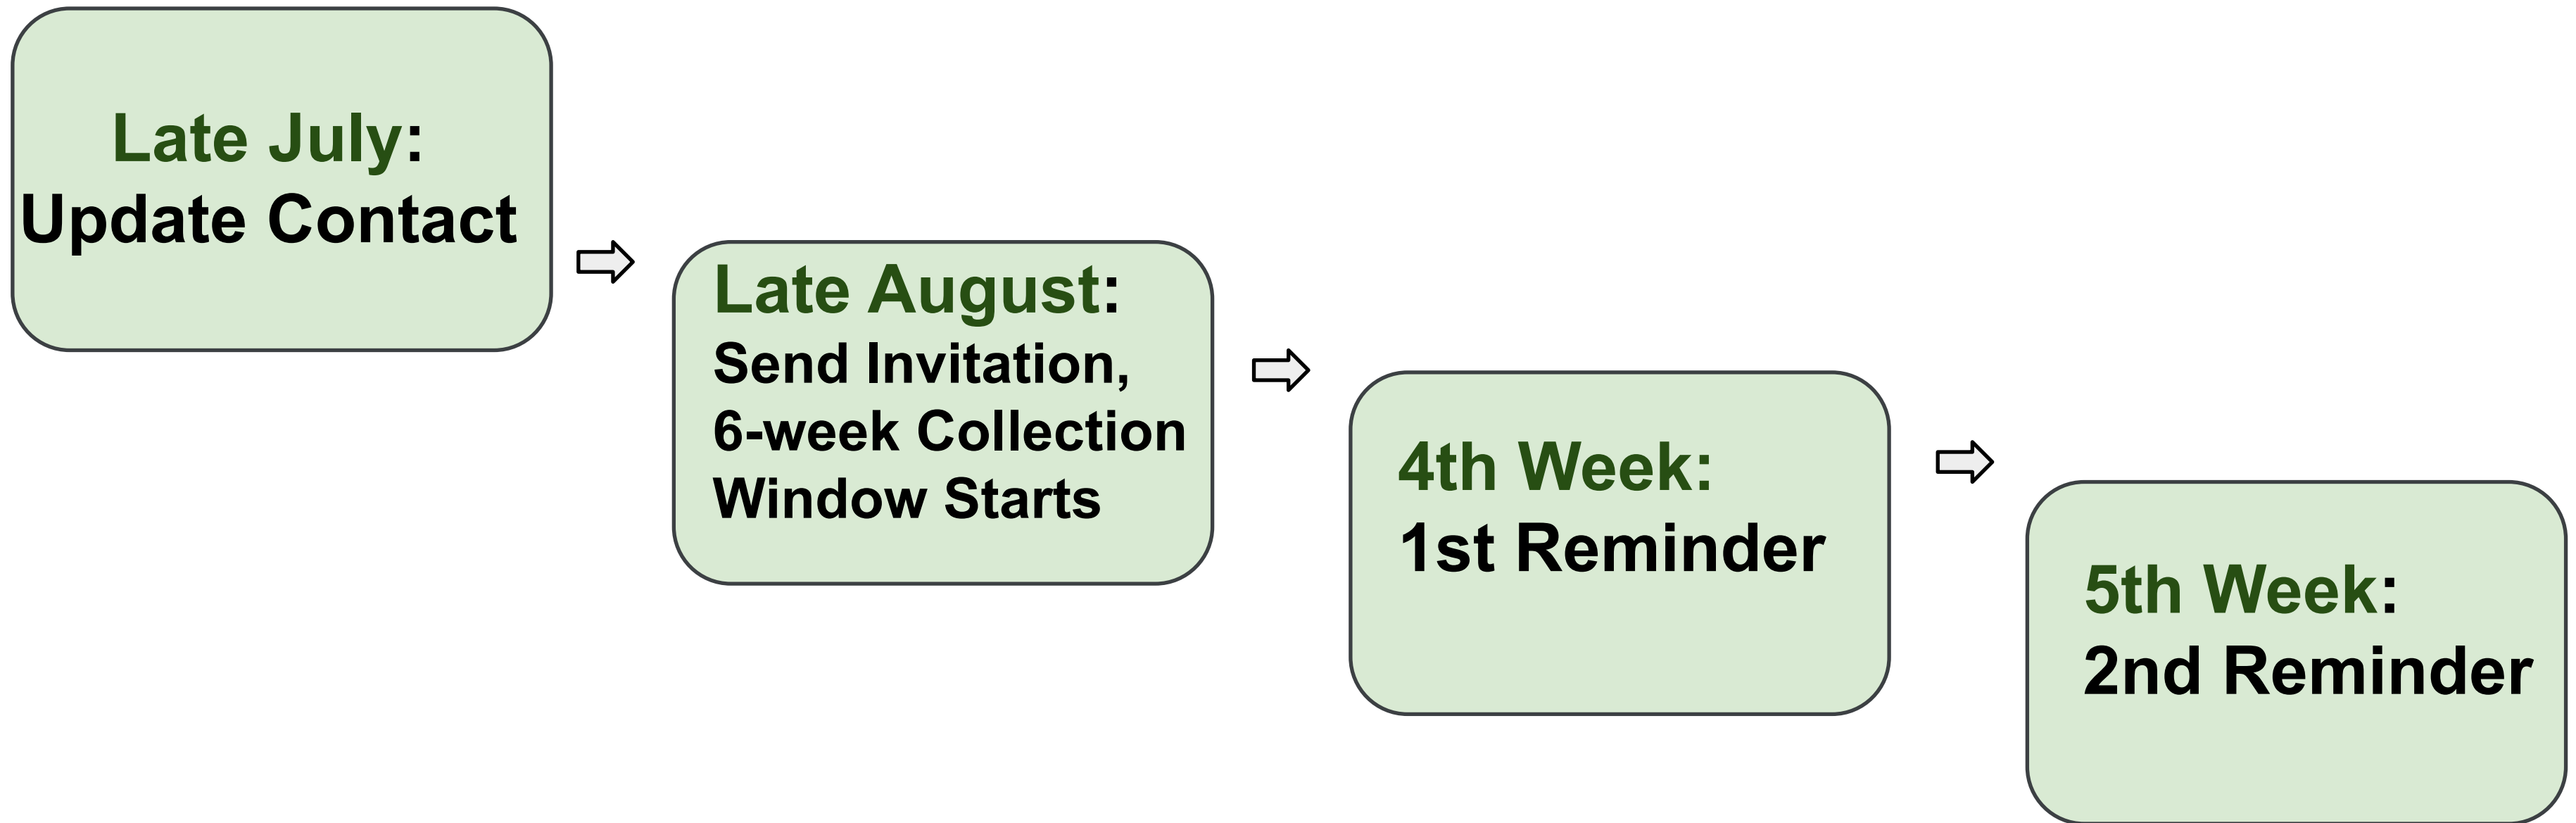 Late July:
Update Contact
Late August:
Send Invitation,
6-week Collection
Window Starts
4th Week:
1st Reminder
5th Week:
2nd Reminder